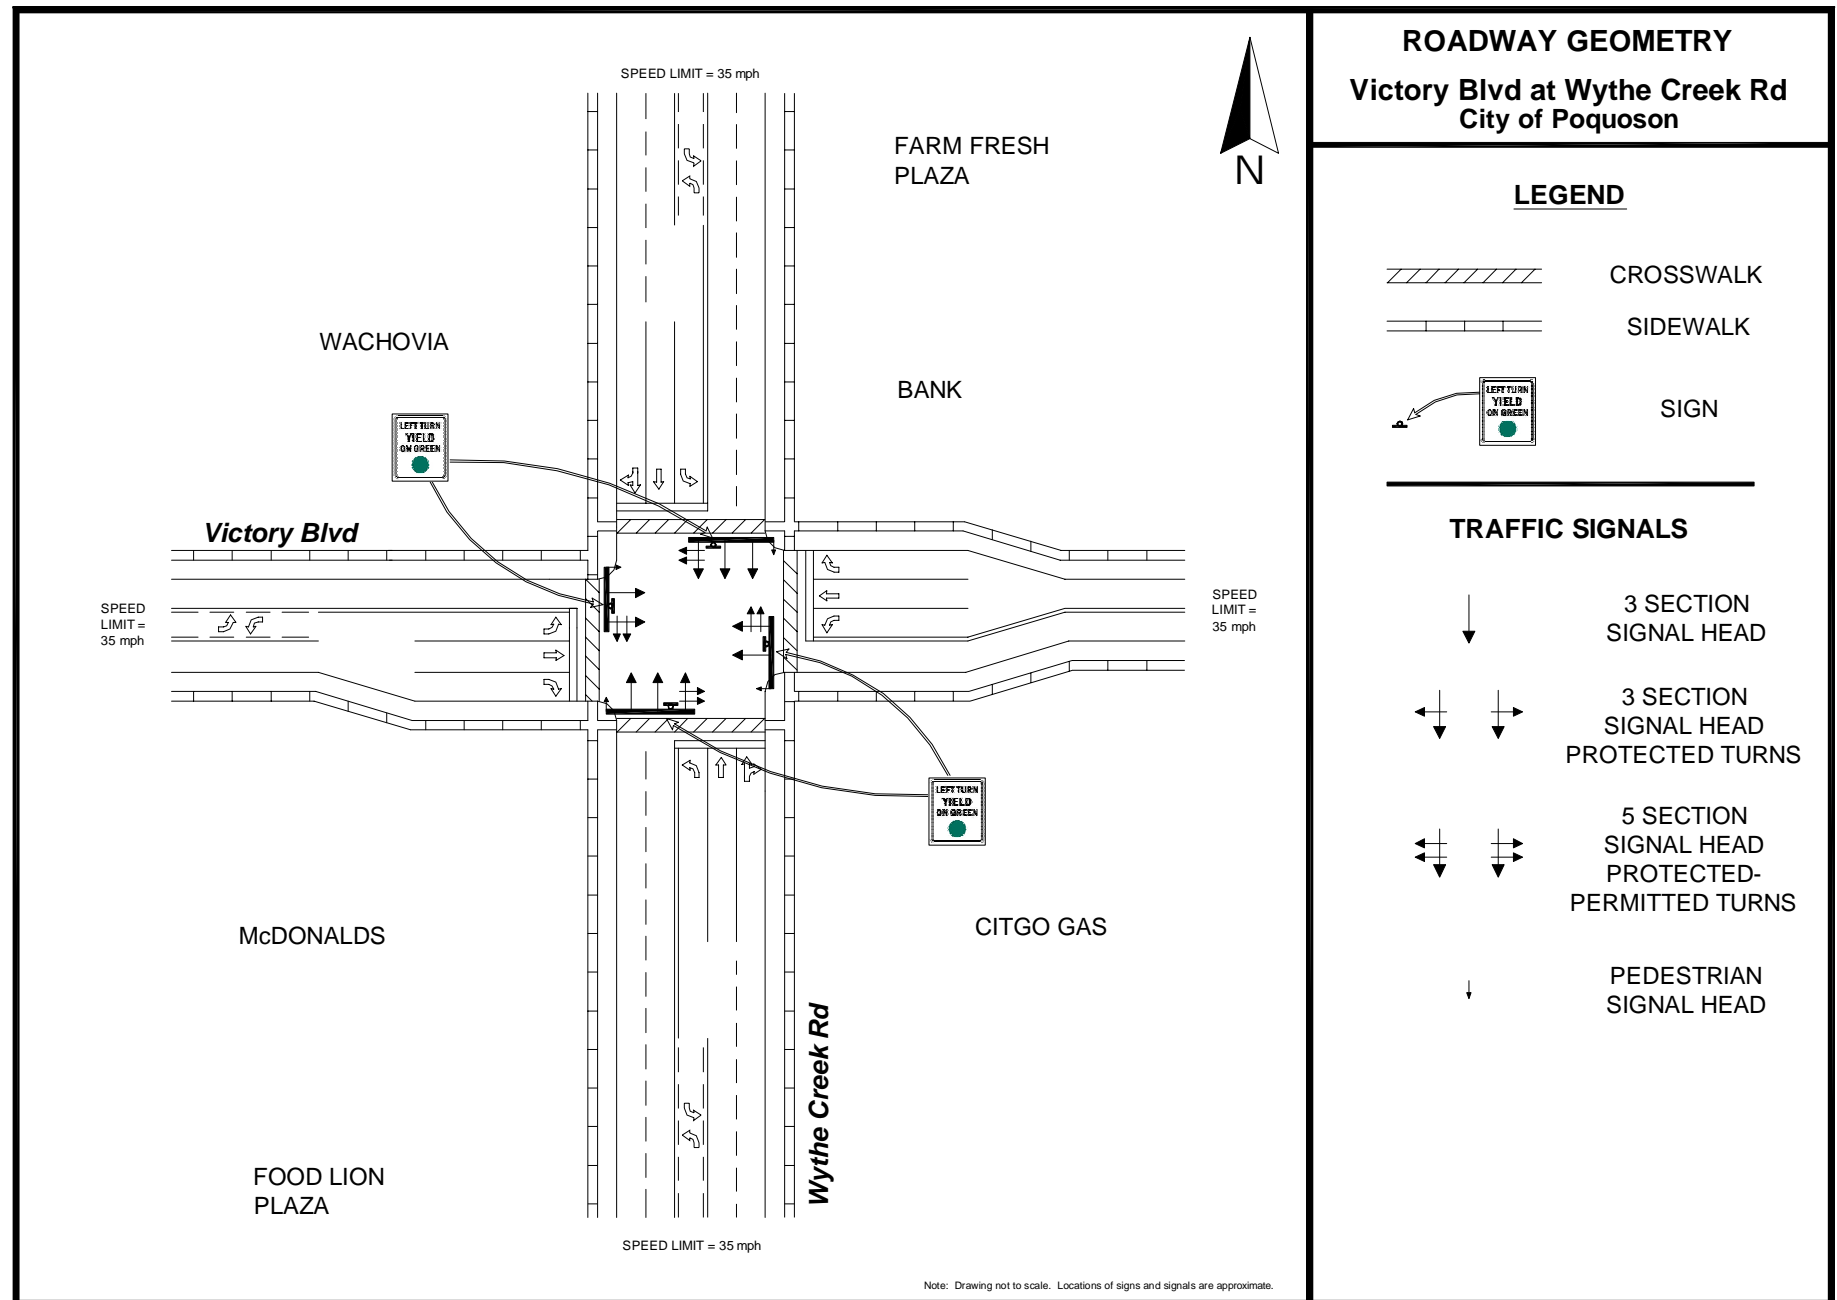 SPEED LIMIT = 35 mph
FARM FRESH
PLAZA
N
WACHOVIA
BANK
LEFT TURN
YIELD
ON GREEN
Victory Blvd
SPEED
LIMIT =
35 mph
SPEED
LIMIT =
35 mph
LEFT TURN
YIELD
ON GREEN
McDONALDS
CITGO GAS
Wythe Creek Rd
FOOD LION
PLAZA
SPEED LIMIT = 35 mph
Note: Drawing not to scale. Locations of signs and signals are approximate.
ROADWAY GEOMETRY
Victory Blvd at Wythe Creek Rd
City of Poquoson
LEGEND
CROSSWALK
SIDEWALK
LEFT TURN
YIELD
ON GREEN
SIGN
TRAFFIC SIGNALS
3 SECTION
SIGNAL HEAD
3 SECTION
SIGNAL HEAD
PROTECTED TURNS
5 SECTION
SIGNAL HEAD
PROTECTED-
PERMITTED TURNS
PEDESTRIAN
SIGNAL HEAD